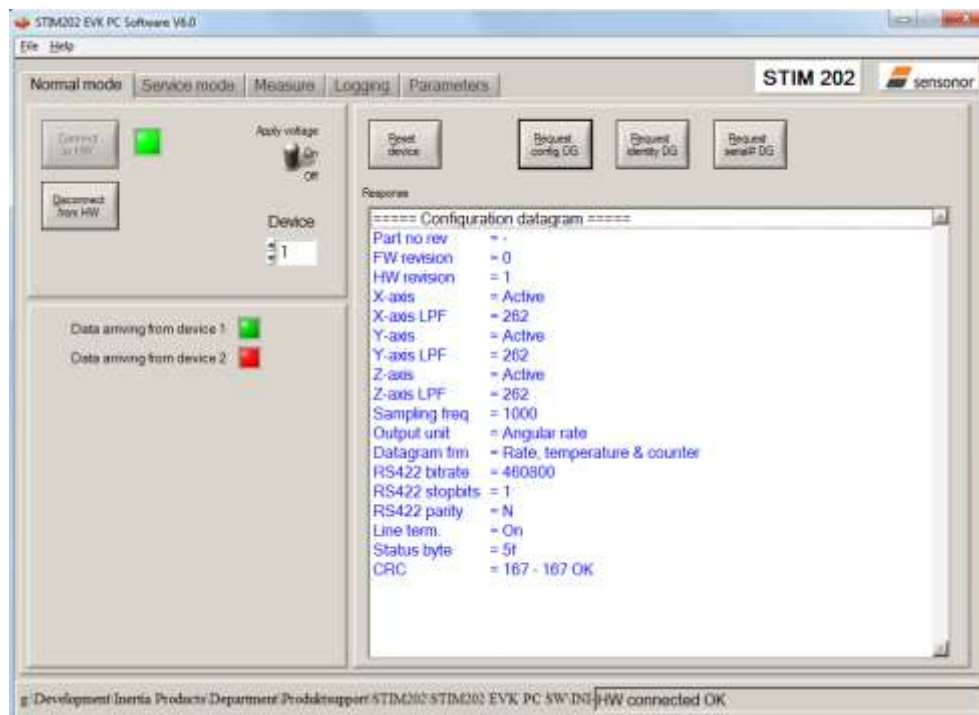 STIM202 EVK PC Software V6.0
File Help
Normal mode Service mode Measure Logging Parameters
STIM 202
sensonor
Connect to HW
Apply voltage
On
Off
Disconnect from HW
Device
1
Data arriving from device 1
Data arriving from device 2
Reset device
Request config DG
Request identity DG
Request serial# DG
Response
===== Configuration datagram =====
Part no rev = -
FW revision = 0
HW revision = 1
X-axis = Active
X-axis LPF = 262
Y-axis = Active
Y-axis LPF = 262
Z-axis = Active
Z-axis LPF = 262
Sampling freq = 1000
Output unit = Angular rate
Datagram frm = Rate, temperature & counter
RS422 bitrate = 460800
RS422 stopbits = 1
RS422 parity = N
Line term. = On
Status byte = 5f
CRC = 167 - 167 OK
g:\Development\Inertia Products\Department\Produktsupport\STIM202\STIM202 EVK PC SW\INI
HW connected OK